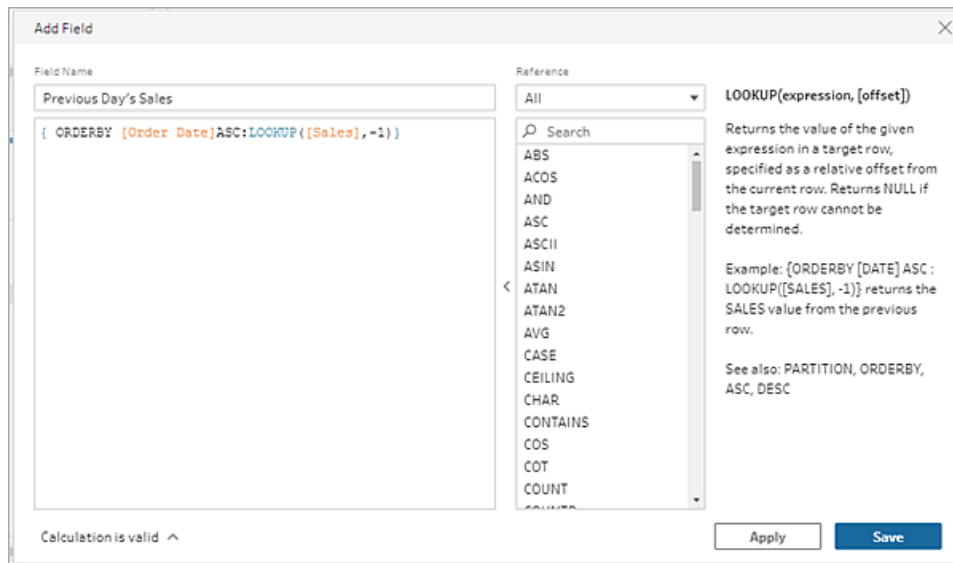 Add Field
Field Name
Previous Day's Sales
{ ORDERBY [Order Date]ASC:LOOKUP([Sales],-1)}
Calculation is valid
Reference
All
Search
ABS
ACOS
AND
ASC
ASCII
ASIN
ATAN
ATAN2
AVG
CASE
CEILING
CHAR
CONTAINS
COS
COT
COUNT
COUNTD
LOOKUP(expression, [offset])
Returns the value of the given
expression in a target row,
specified as a relative offset from
the current row. Returns NULL if
the target row cannot be
determined.
Example: {ORDERBY [DATE] ASC :
LOOKUP([SALES], -1)} returns the
SALES value from the previous
row.
See also: PARTITION, ORDERBY,
ASC, DESC
Apply
Save